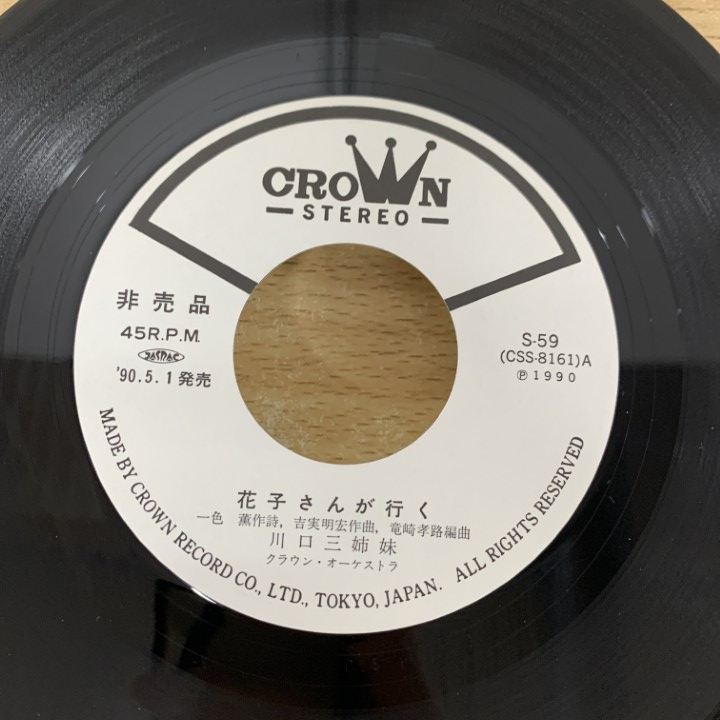 CROWN
STEREO
非売品
45R.P.M.
JASRAC
'90.5.1発売
S-59
(CSS-8161)A
Ⓟ1990
花子さんが行く
一色 薫作詩, 吉実明宏作曲, 竜崎孝路編曲
川口三姉妹
クラウン・オーケストラ
MADE BY CROWN RECORD CO., LTD., TOKYO, JAPAN. ALL RIGHTS RESERVED